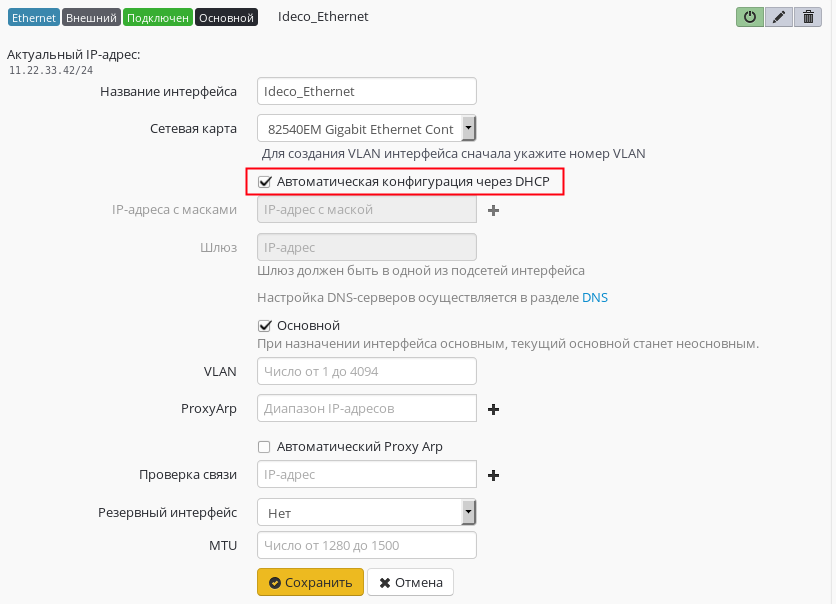 Ethernet Внешний Подключен Основной Ideco_Ethernet
Актуальный IP-адрес:
11.22.33.42/24
Название интерфейса Ideco_Ethernet
Сетевая карта 82540EM Gigabit Ethernet Cont
Для создания VLAN интерфейса сначала укажите номер VLAN
Автоматическая конфигурация через DHCP
IP-адреса с масками IP-адрес с маской
Шлюз IP-адрес
Шлюз должен быть в одной из подсетей интерфейса
Настройка DNS-серверов осуществляется в разделе DNS
Основной
При назначении интерфейса основным, текущий основной станет неосновным.
VLAN Число от 1 до 4094
ProxyArp Диапазон IP-адресов
Автоматический Proxy Arp
Проверка связи IP-адрес
Резервный интерфейс Нет
MTU Число от 1280 до 1500
Сохранить Отмена